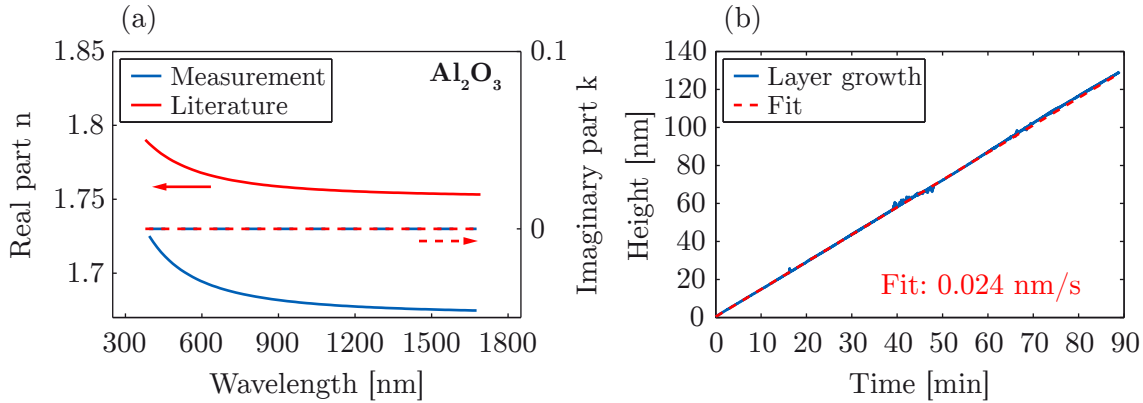 (a)
Real part n
1.85
1.8
1.75
1.7
Measurement
Literature
Al₂O₃
0.1
0
Imaginary part k
300 600 900 1200 1500 1800
Wavelength [nm]
(b)
Height [nm]
140
120
100
80
60
40
20
0
Layer growth
Fit
Fit: 0.024 nm/s
0 10 20 30 40 50 60 70 80 90
Time [min]